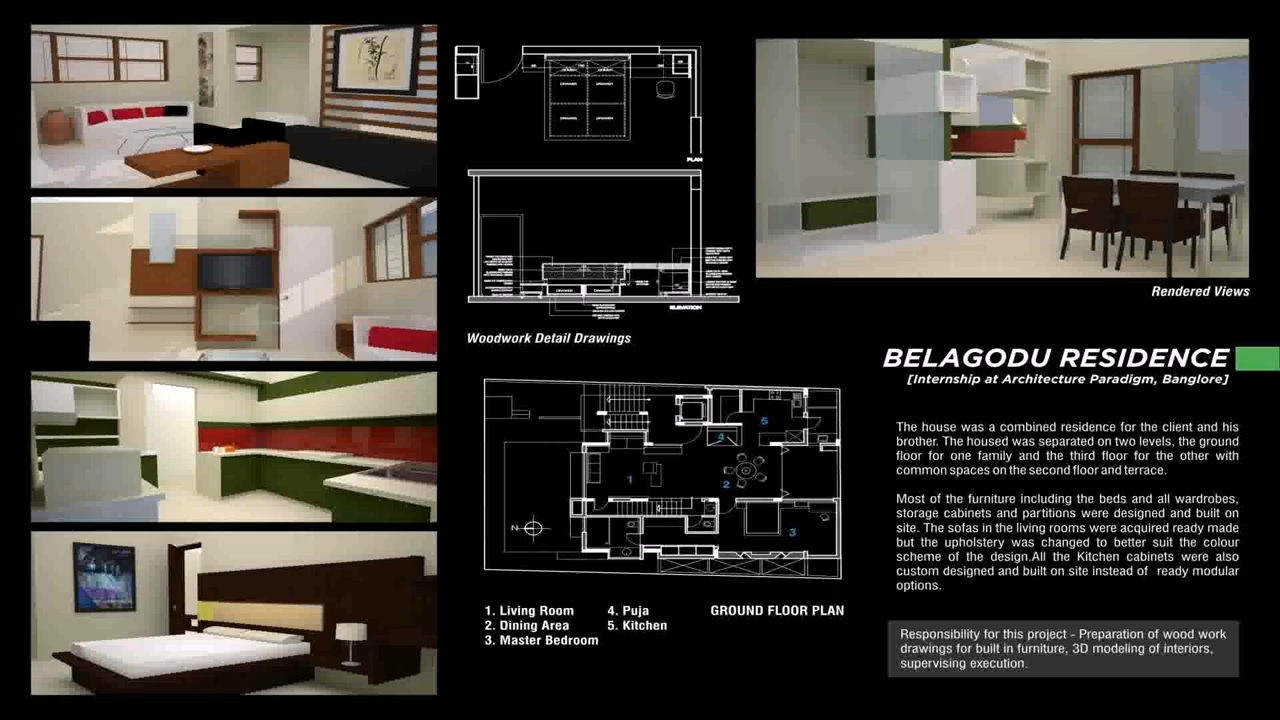 PLAN
ELEVATION
Woodwork Detail Drawings
Rendered Views
BELAGODU RESIDENCE
[Internship at Architecture Paradigm, Banglore]
The house was a combined residence for the client and his
brother. The housed was separated on two levels, the ground
floor for one family and the third floor for the other with
common spaces on the second floor and terrace.
Most of the furniture including the beds and all wardrobes,
storage cabinets and partitions were designed and built on
site. The sofas in the living rooms were acquired ready made
but the upholstery was changed to better suit the colour
scheme of the design.All the Kitchen cabinets were also
custom designed and built on site instead of ready modular
options.
Responsibility for this project - Preparation of wood work
drawings for built in furniture, 3D modeling of interiors,
supervising execution.
1
2
3
4
5
N
1. Living Room
2. Dining Area
3. Master Bedroom
4. Puja
5. Kitchen
GROUND FLOOR PLAN